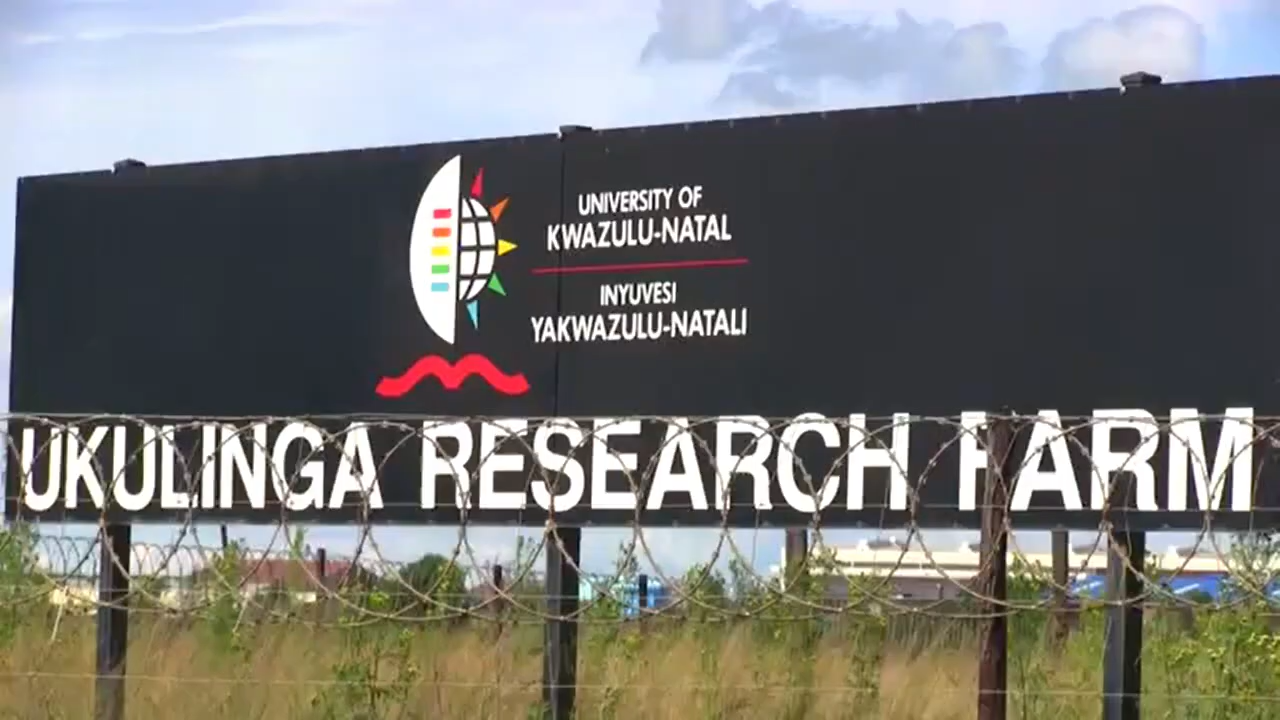 UNIVERSITY OF
KWAZULU-NATAL
INYUVESI
YAKWAZULU-NATALI
UKULINGA RESEARCH FARM